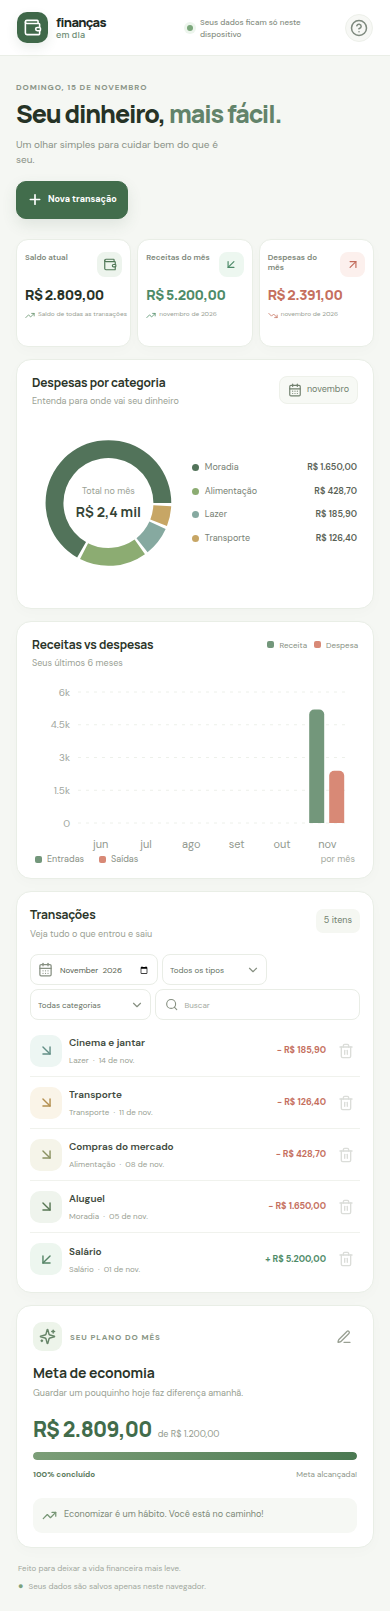 finanças
em dia
Seus dados ficam só neste
dispositivo
DOMINGO, 15 DE NOVEMBRO
Seu dinheiro, mais fácil.
Um olhar simples para cuidar bem do que é
seu.
Nova transação
Saldo atual
R$ 2.809,00
Saldo de todas as transações
Receitas do mês
R$ 5.200,00
novembro de 2026
Despesas do
mês
R$ 2.391,00
novembro de 2026
Despesas por categoria
Entenda para onde vai seu dinheiro
novembro
Total no mês
R$ 2,4 mil
Moradia R$ 1.650,00
Alimentação R$ 428,70
Lazer R$ 185,90
Transporte R$ 126,40
Receitas vs despesas
Seus últimos 6 meses
Receita Despesa
6k
4.5k
3k
1.5k
0
jun jul ago set out nov
Entradas Saídas por mês
Transações
Veja tudo o que entrou e saiu
5 itens
November 2026
Todos os tipos
Todas categorias
Buscar
Cinema e jantar
Lazer · 14 de nov.
− R$ 185,90
Transporte
Transporte · 11 de nov.
− R$ 126,40
Compras do mercado
Alimentação · 08 de nov.
− R$ 428,70
Aluguel
Moradia · 05 de nov.
− R$ 1.650,00
Salário
Salário · 01 de nov.
+ R$ 5.200,00
SEU PLANO DO MÊS
Meta de economia
Guardar um pouquinho hoje faz diferença amanhã.
R$ 2.809,00 de R$ 1.200,00
100% concluído Meta alcançada!
Economizar é um hábito. Você está no caminho!
Feito para deixar a vida financeira mais leve.
Seus dados são salvos apenas neste navegador.